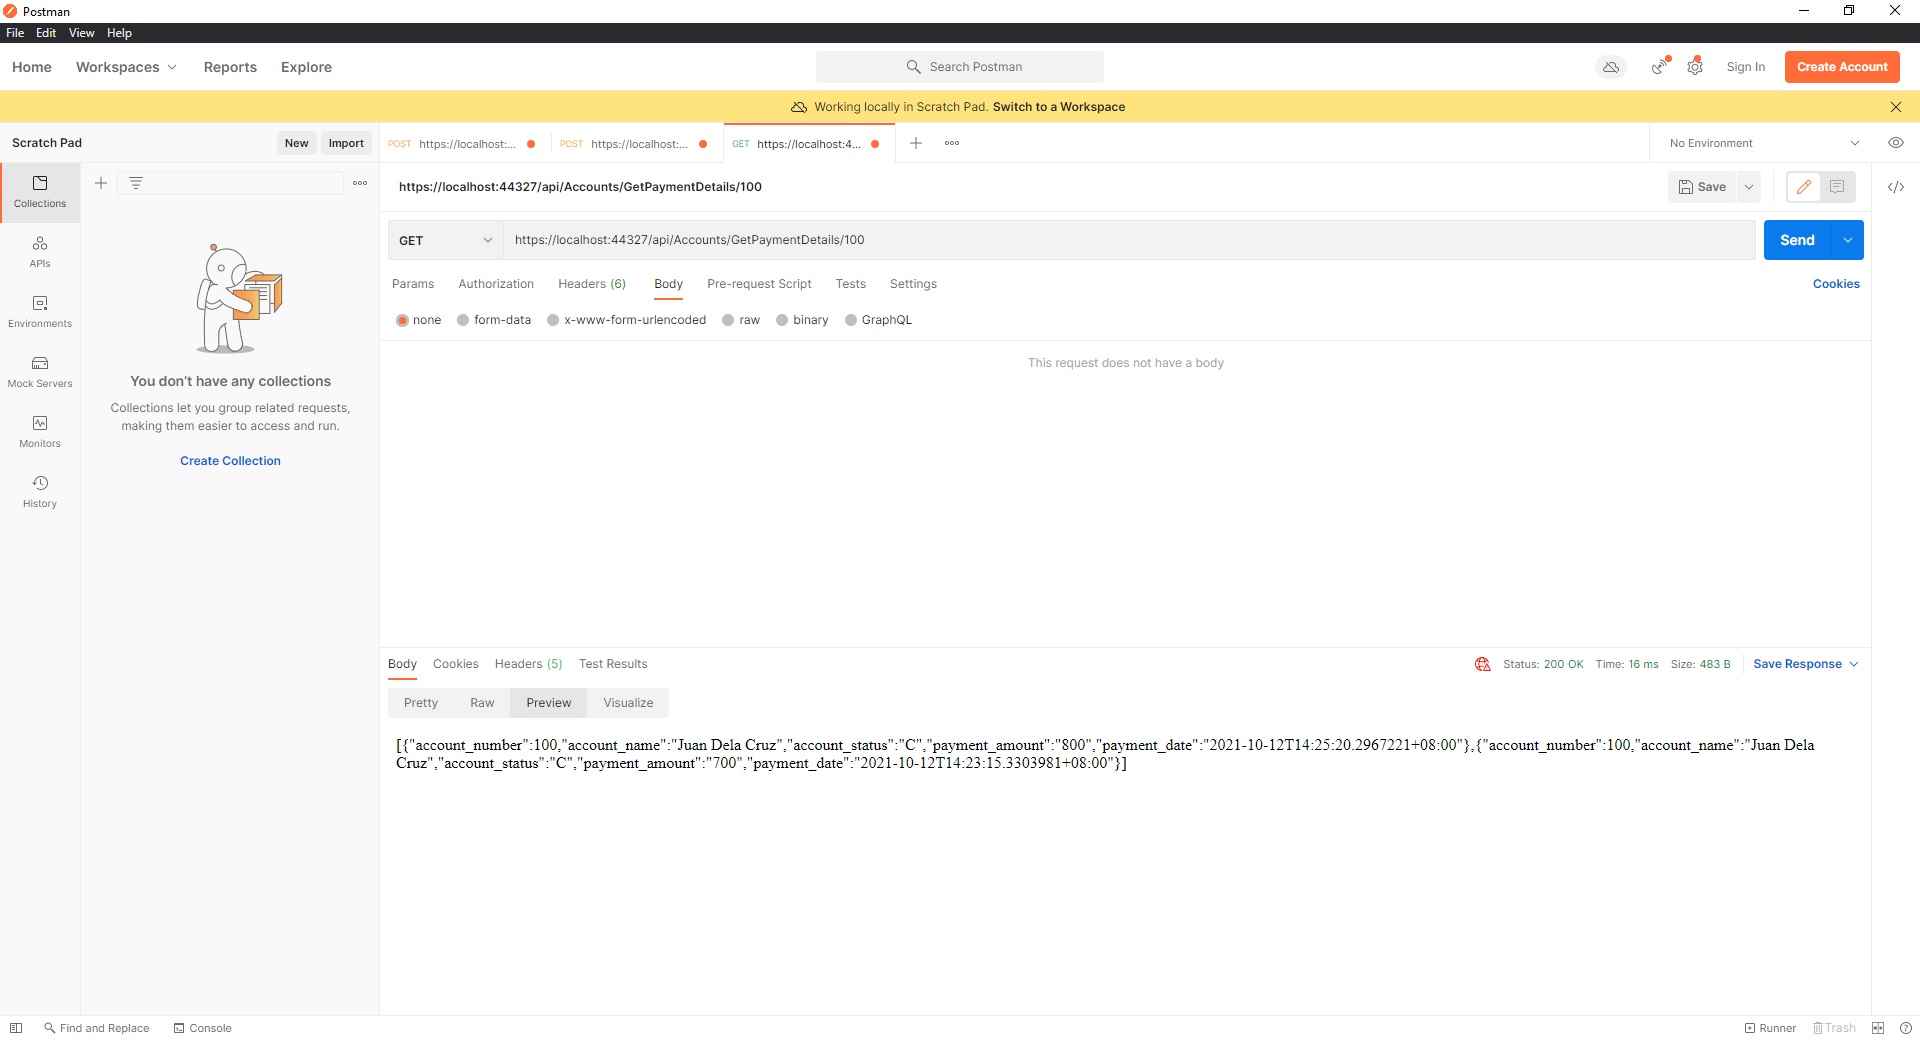 Postman
File Edit View Help
Home Workspaces Reports Explore
Search Postman
Sign In
Create Account
Working locally in Scratch Pad. Switch to a Workspace
Scratch Pad
New
Import
POST https://localhost:...
POST https://localhost:...
GET https://localhost:4...
No Environment
Collections
APIs
Environments
Mock Servers
Monitors
History
You don't have any collections
Collections let you group related requests,
making them easier to access and run.
Create Collection
https://localhost:44327/api/Accounts/GetPaymentDetails/100
Save
GET
https://localhost:44327/api/Accounts/GetPaymentDetails/100
Send
Params Authorization Headers (6) Body Pre-request Script Tests Settings
Cookies
none form-data x-www-form-urlencoded raw binary GraphQL
This request does not have a body
Body Cookies Headers (5) Test Results
Status: 200 OK Time: 16 ms Size: 483 B
Save Response
Pretty Raw Preview Visualize
[{"account_number":100,"account_name":"Juan Dela Cruz","account_status":"C","payment_amount":"800","payment_date":"2021-10-12T14:25:20.2967221+08:00"},{"account_number":100,"account_name":"Juan Dela
Cruz","account_status":"C","payment_amount":"700","payment_date":"2021-10-12T14:23:15.3303981+08:00"}]
Find and Replace
Console
Runner
Trash